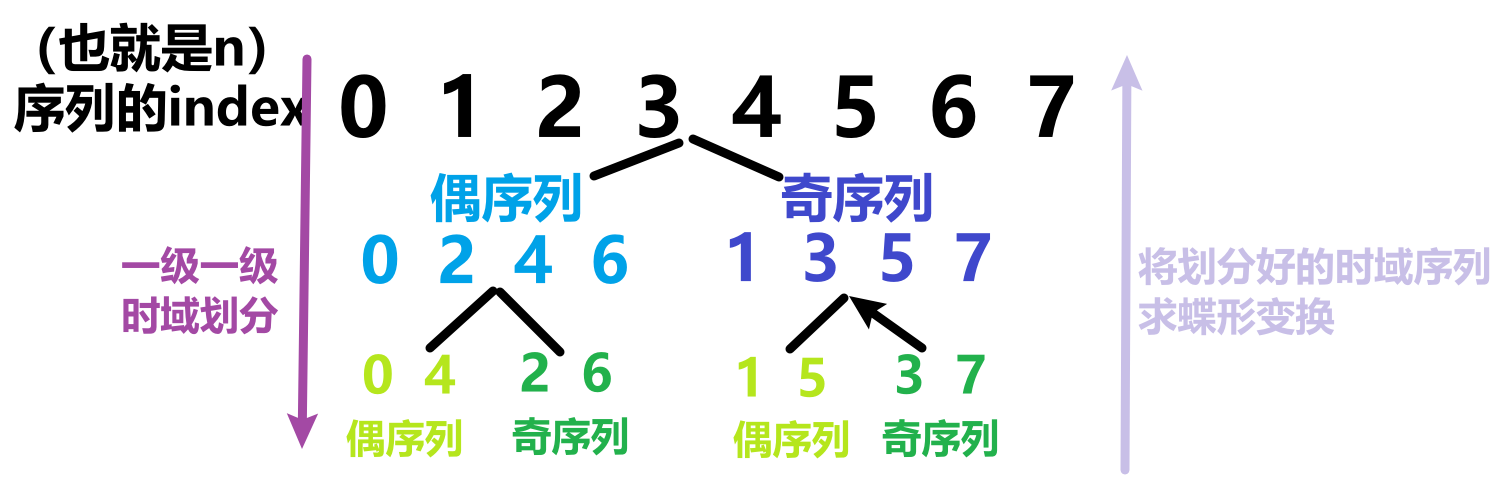 （也就是n）
序列的index
0 1 2 3 4 5 6 7
偶序列 奇序列
0 2 4 6 1 3 5 7
一级一级
时域划分
将划分好的时域序列
求蝶形变换
0 4 2 6 1 5 3 7
偶序列 奇序列 偶序列 奇序列